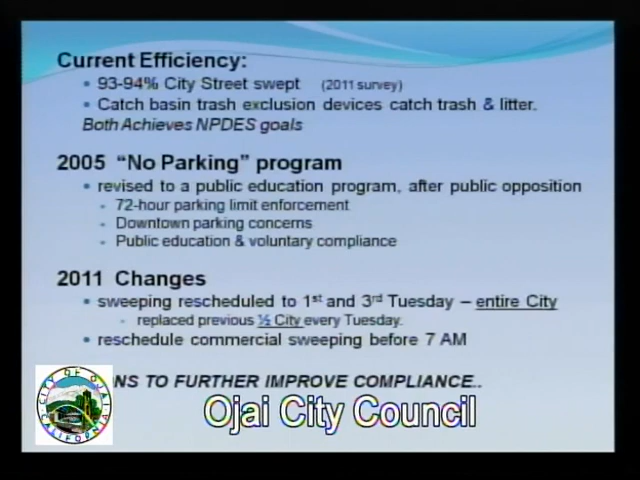 Current Efficiency:
• 93-94% City Street swept (2011 survey)
• Catch basin trash exclusion devices catch trash & litter.
Both Achieves NPDES goals
2005 “No Parking” program
• revised to a public education program, after public opposition
• 72-hour parking limit enforcement
• Downtown parking concerns
• Public education & voluntary compliance
2011 Changes
• sweeping rescheduled to 1st and 3rd Tuesday – entire City
• replaced previous ½ City every Tuesday.
• reschedule commercial sweeping before 7 AM
NS TO FURTHER IMPROVE COMPLIANCE..
CITY OF OJAI
CALIFORNIA
Ojai City Council